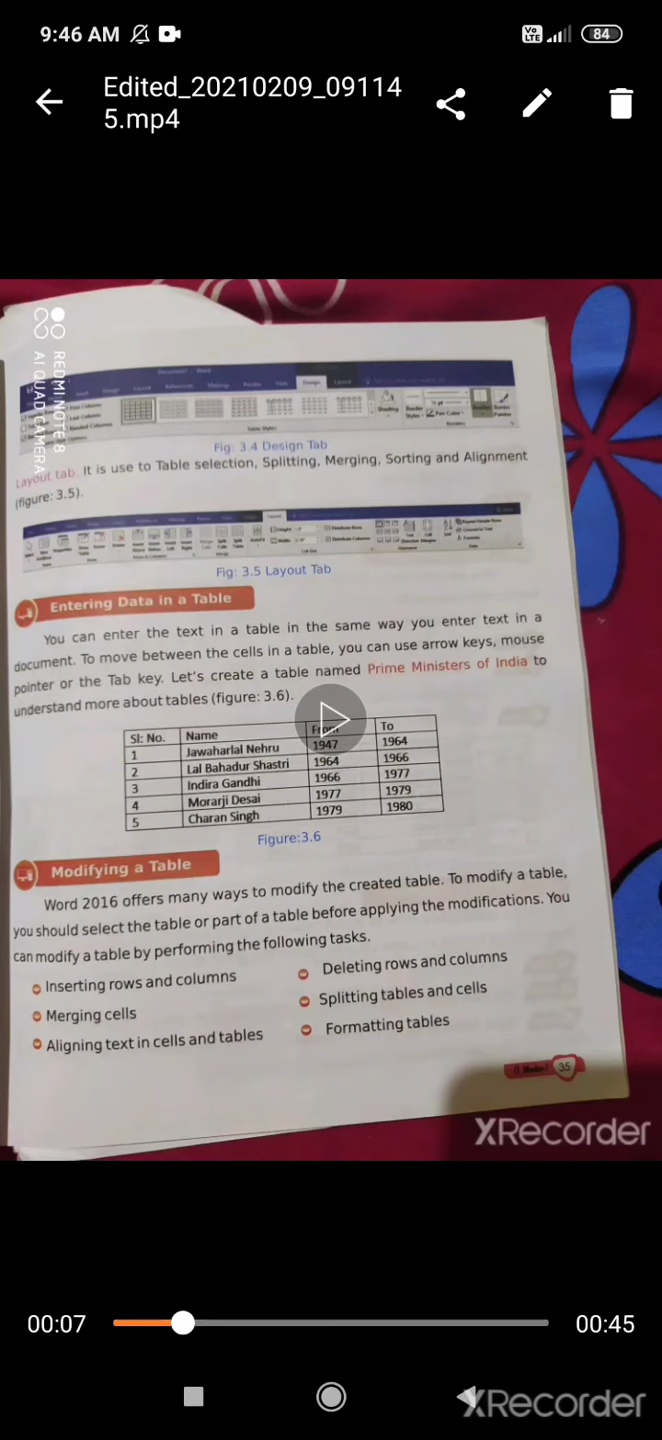 9:46 AM
Vo LTE
84
Edited_20210209_09114
5.mp4
REDMI NOTE 8
AI QUAD CAMERA
Design
Shading
Table Styles
Fig: 3.4 Design Tab
Layout tab. It is use to Table selection, Splitting, Merging, Sorting and Alignment
(figure: 3.5).
Fig: 3.5 Layout Tab
Entering Data in a Table
You can enter the text in a table in the same way you enter text in a
document. To move between the cells in a table, you can use arrow keys, mouse
pointer or the Tab key. Let's create a table named Prime Ministers of India to
understand more about tables (figure: 3.6).
Sl: No. Name From To
1 Jawaharlal Nehru 1947 1964
2 Lal Bahadur Shastri 1964 1966
3 Indira Gandhi 1966 1977
4 Morarji Desai 1977 1979
5 Charan Singh 1979 1980
Figure:3.6
Modifying a Table
Word 2016 offers many ways to modify the created table. To modify a table,
you should select the table or part of a table before applying the modifications. You
can modify a table by performing the following tasks.
Inserting rows and columns
Deleting rows and columns
Merging cells
Splitting tables and cells
Aligning text in cells and tables
Formatting tables
35
XRecorder
00:07
00:45
XRecorder